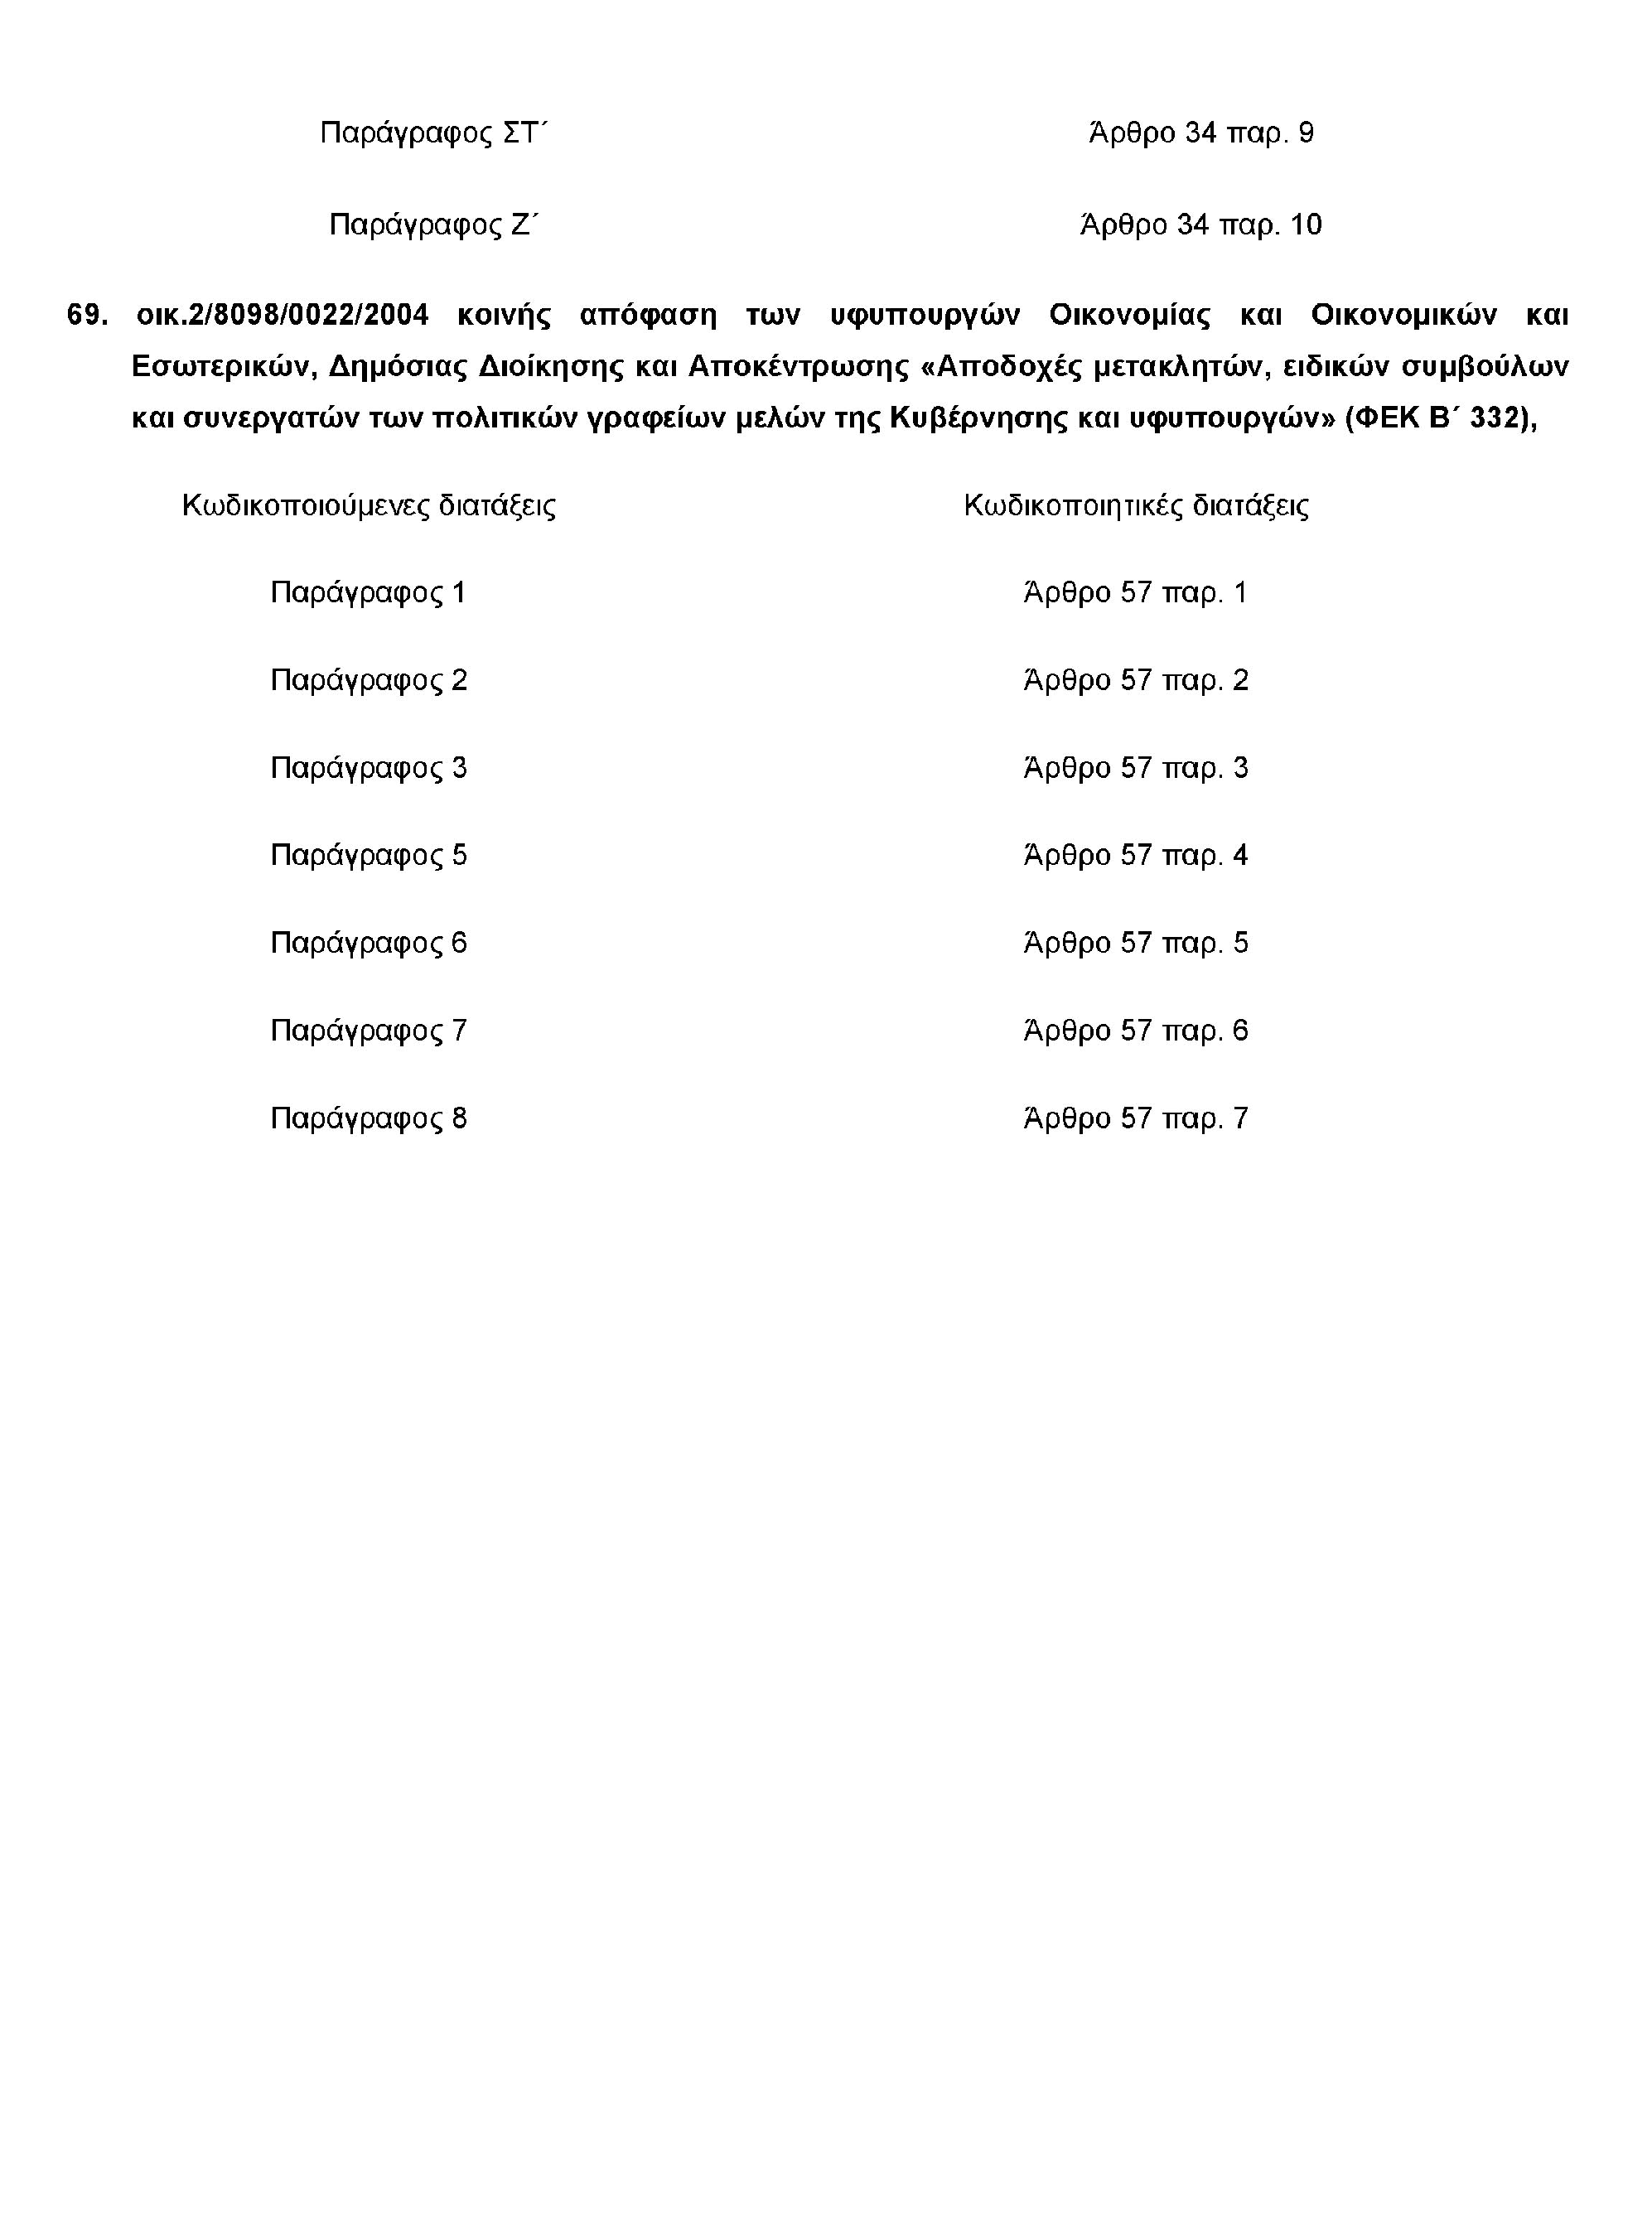 Παράγραφος ΣΤ΄ Άρθρο 34 παρ. 9
Παράγραφος Ζ΄ Άρθρο 34 παρ. 10
69. οικ.2/8098/0022/2004 κοινής απόφαση των υφυπουργών Οικονομίας και Οικονομικών και
Εσωτερικών, Δημόσιας Διοίκησης και Αποκέντρωσης «Αποδοχές μετακλητών, ειδικών συμβούλων
και συνεργατών των πολιτικών γραφείων μελών της Κυβέρνησης και υφυπουργών» (ΦΕΚ Β΄ 332),
Κωδικοποιούμενες διατάξεις Κωδικοποιητικές διατάξεις
Παράγραφος 1 Άρθρο 57 παρ. 1
Παράγραφος 2 Άρθρο 57 παρ. 2
Παράγραφος 3 Άρθρο 57 παρ. 3
Παράγραφος 5 Άρθρο 57 παρ. 4
Παράγραφος 6 Άρθρο 57 παρ. 5
Παράγραφος 7 Άρθρο 57 παρ. 6
Παράγραφος 8 Άρθρο 57 παρ. 7